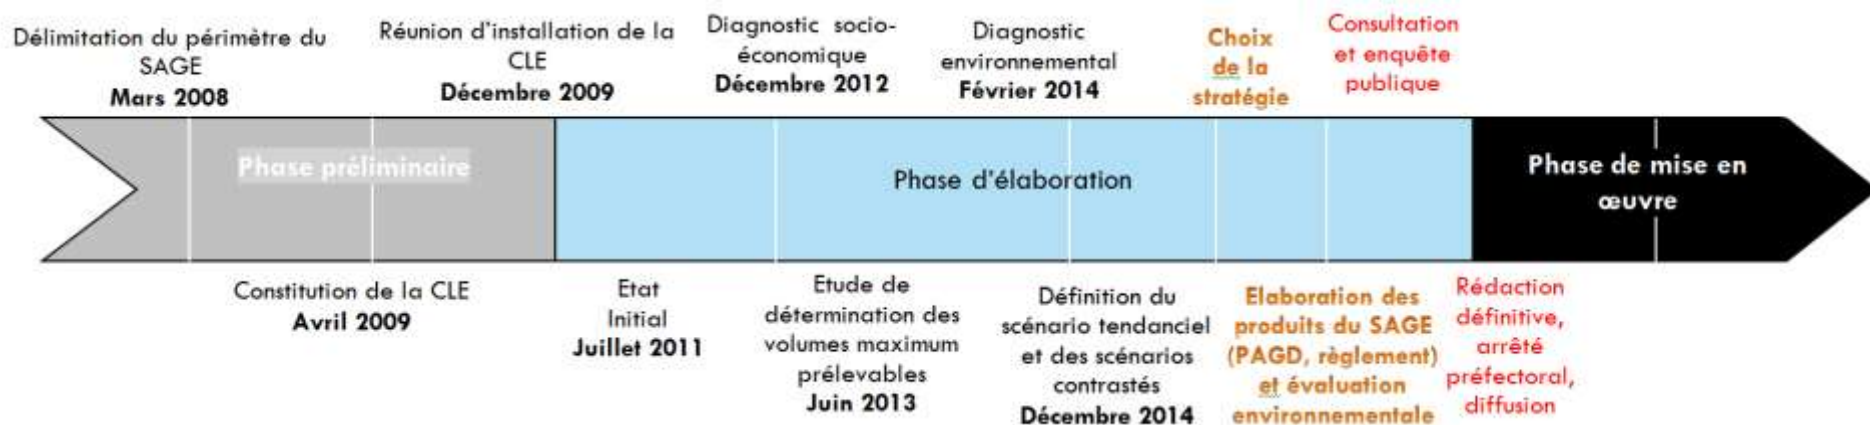 Délimitation du périmètre du
SAGE
Mars 2008
Réunion d'installation de la
CLE
Décembre 2009
Diagnostic socio-
économique
Décembre 2012
Diagnostic
environnemental
Février 2014
Choix
de la
stratégie
Consultation
et enquête
publique
Phase préliminaire
Phase d'élaboration
Phase de mise en
œuvre
Constitution de la CLE
Avril 2009
Etat
Initial
Juillet 2011
Etude de
détermination des
volumes maximum
prélevables
Juin 2013
Définition du
scénario tendanciel
et des scénarios
contrastés
Décembre 2014
Elaboration des
produits du SAGE
(PAGD, règlement)
et évaluation
environnementale
Rédaction
définitive,
arrêté
préfectoral,
diffusion